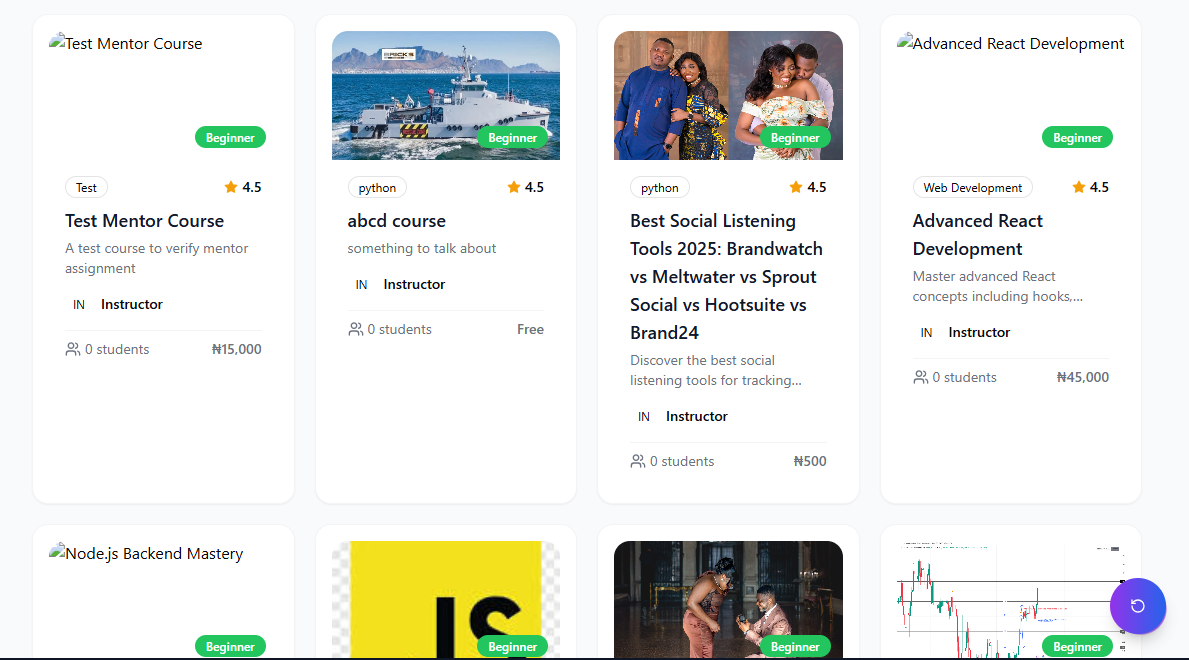 Test Mentor Course
Beginner
Test
4.5
Test Mentor Course
A test course to verify mentor
assignment
IN Instructor
0 students
₦15,000
Beginner
python
4.5
abcd course
something to talk about
IN Instructor
0 students
Free
Beginner
python
4.5
Best Social Listening
Tools 2025: Brandwatch
vs Meltwater vs Sprout
Social vs Hootsuite vs
Brand24
Discover the best social
listening tools for tracking...
IN Instructor
0 students
₦500
Advanced React Development
Beginner
Web Development
4.5
Advanced React
Development
Master advanced React
concepts including hooks,...
IN Instructor
0 students
₦45,000
Node.js Backend Mastery
Beginner
JS
Beginner
Beginner
Beginner